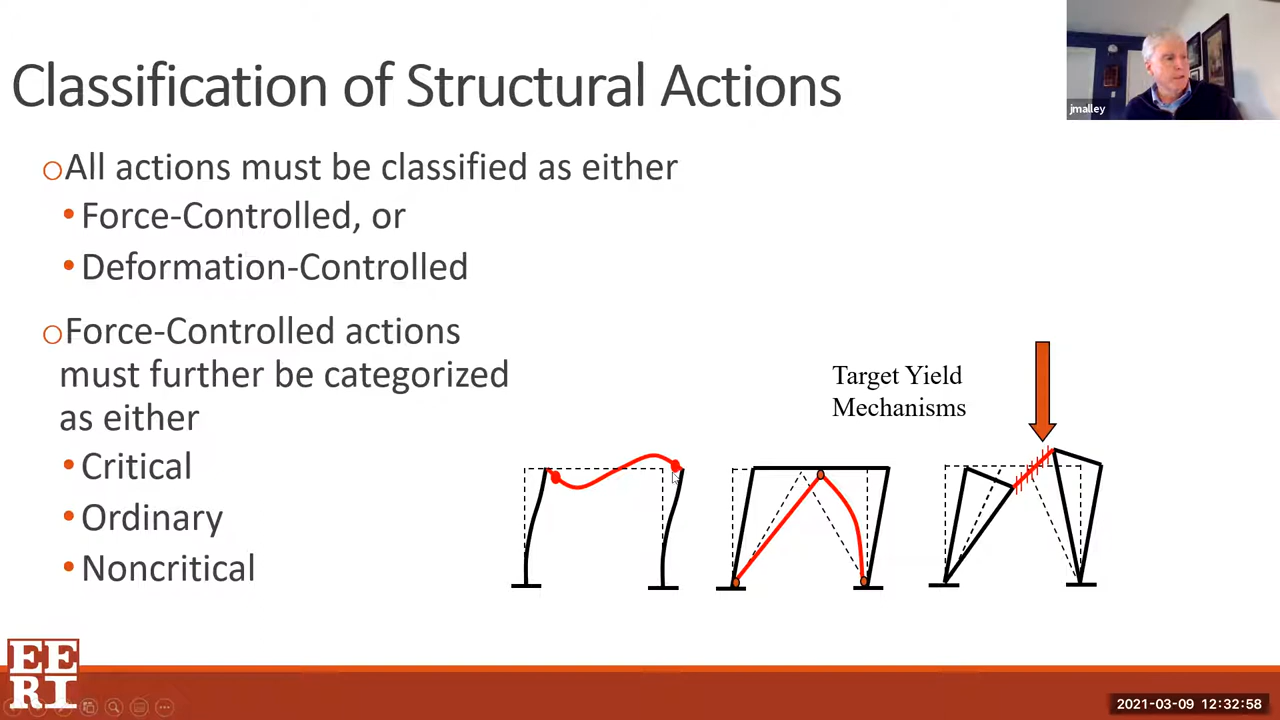 Classification of Structural Actions
jmalley
All actions must be classified as either
Force-Controlled, or
Deformation-Controlled
Force-Controlled actions
must further be categorized
as either
Critical
Ordinary
Noncritical
Target Yield
Mechanisms
EE
RI
2021-03-09 12:32:58